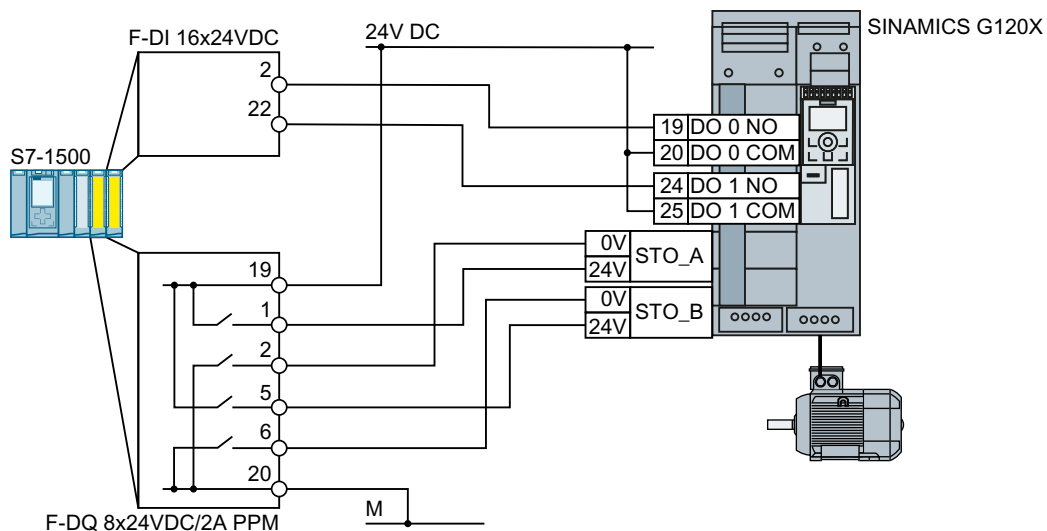 F-DI 16x24VDC
24V DC
SINAMICS G120X
2
22
19 DO 0 NO
20 DO 0 COM
S7-1500
24 DO 1 NO
25 DO 1 COM
0V
STO_A
24V
0V
STO_B
24V
19
1
2
5
6
20
M
F-DQ 8x24VDC/2A PPM